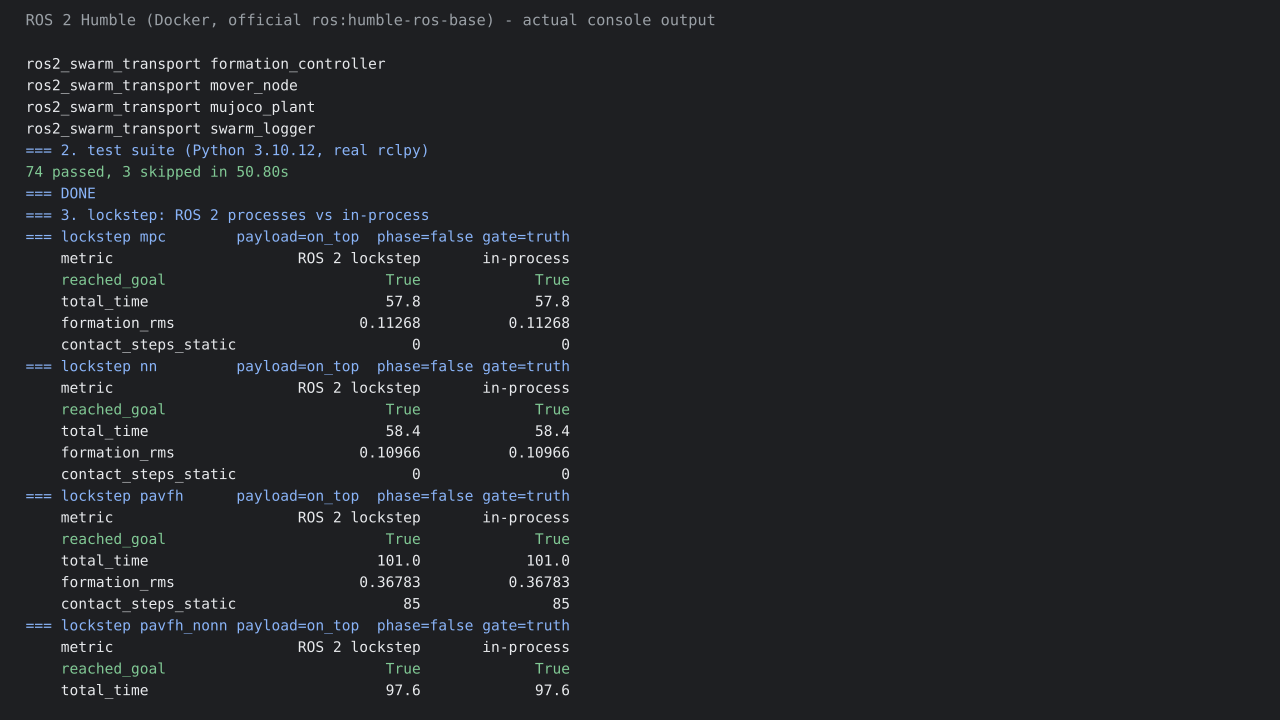 ROS 2 Humble (Docker, official ros:humble-ros-base) - actual console output
ros2_swarm_transport formation_controller
ros2_swarm_transport mover_node
ros2_swarm_transport mujoco_plant
ros2_swarm_transport swarm_logger
=== 2. test suite (Python 3.10.12, real rclpy)
74 passed, 3 skipped in 50.80s
=== DONE
=== 3. lockstep: ROS 2 processes vs in-process
=== lockstep mpc        payload=on_top  phase=false gate=truth
    metric                     ROS 2 lockstep       in-process
    reached_goal                         True             True
    total_time                           57.8             57.8
    formation_rms                     0.11268          0.11268
    contact_steps_static                    0                0
=== lockstep nn         payload=on_top  phase=false gate=truth
    metric                     ROS 2 lockstep       in-process
    reached_goal                         True             True
    total_time                           58.4             58.4
    formation_rms                     0.10966          0.10966
    contact_steps_static                    0                0
=== lockstep pavfh      payload=on_top  phase=false gate=truth
    metric                     ROS 2 lockstep       in-process
    reached_goal                         True             True
    total_time                          101.0            101.0
    formation_rms                     0.36783          0.36783
    contact_steps_static                   85               85
=== lockstep pavfh_nonn payload=on_top  phase=false gate=truth
    metric                     ROS 2 lockstep       in-process
    reached_goal                         True             True
    total_time                           97.6             97.6